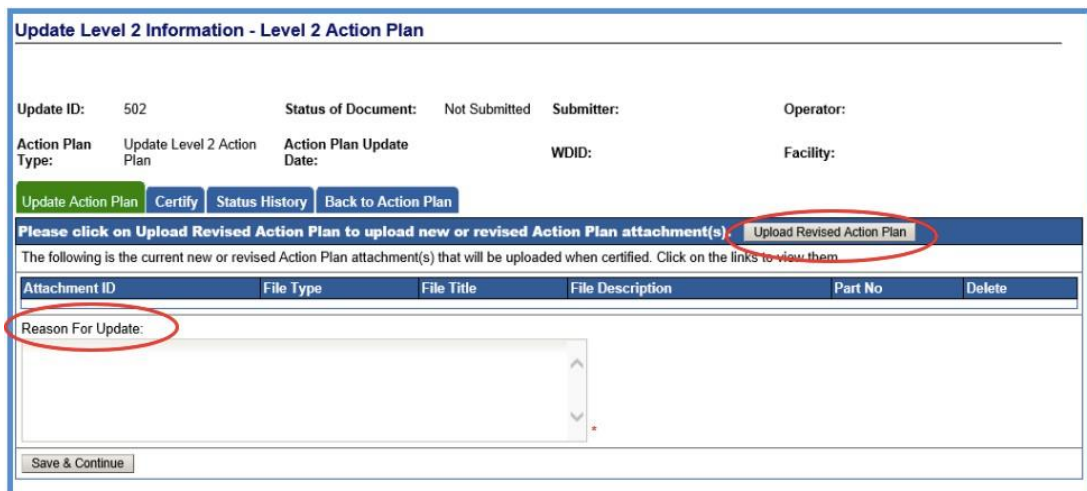 Update Level 2 Information - Level 2 Action Plan
Update ID: 502 Status of Document: Not Submitted Submitter: Operator:
Action Plan Type: Update Level 2 Action Plan Action Plan Update Date: WDID: Facility:
Update Action Plan Certify Status History Back to Action Plan
Please click on Upload Revised Action Plan to upload new or revised Action Plan attachment(s). Upload Revised Action Plan
The following is the current new or revised Action Plan attachment(s) that will be uploaded when certified. Click on the links to view them.
Attachment ID File Type File Title File Description Part No Delete
Reason For Update:
*
Save & Continue